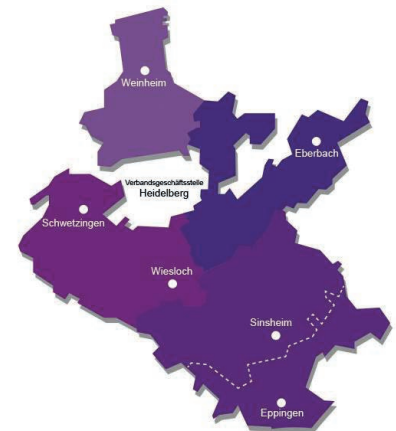 Weinheim
Eberbach
Verbandsgeschäftsstelle
Heidelberg
Schwetzingen
Wiesloch
Sinsheim
Eppingen